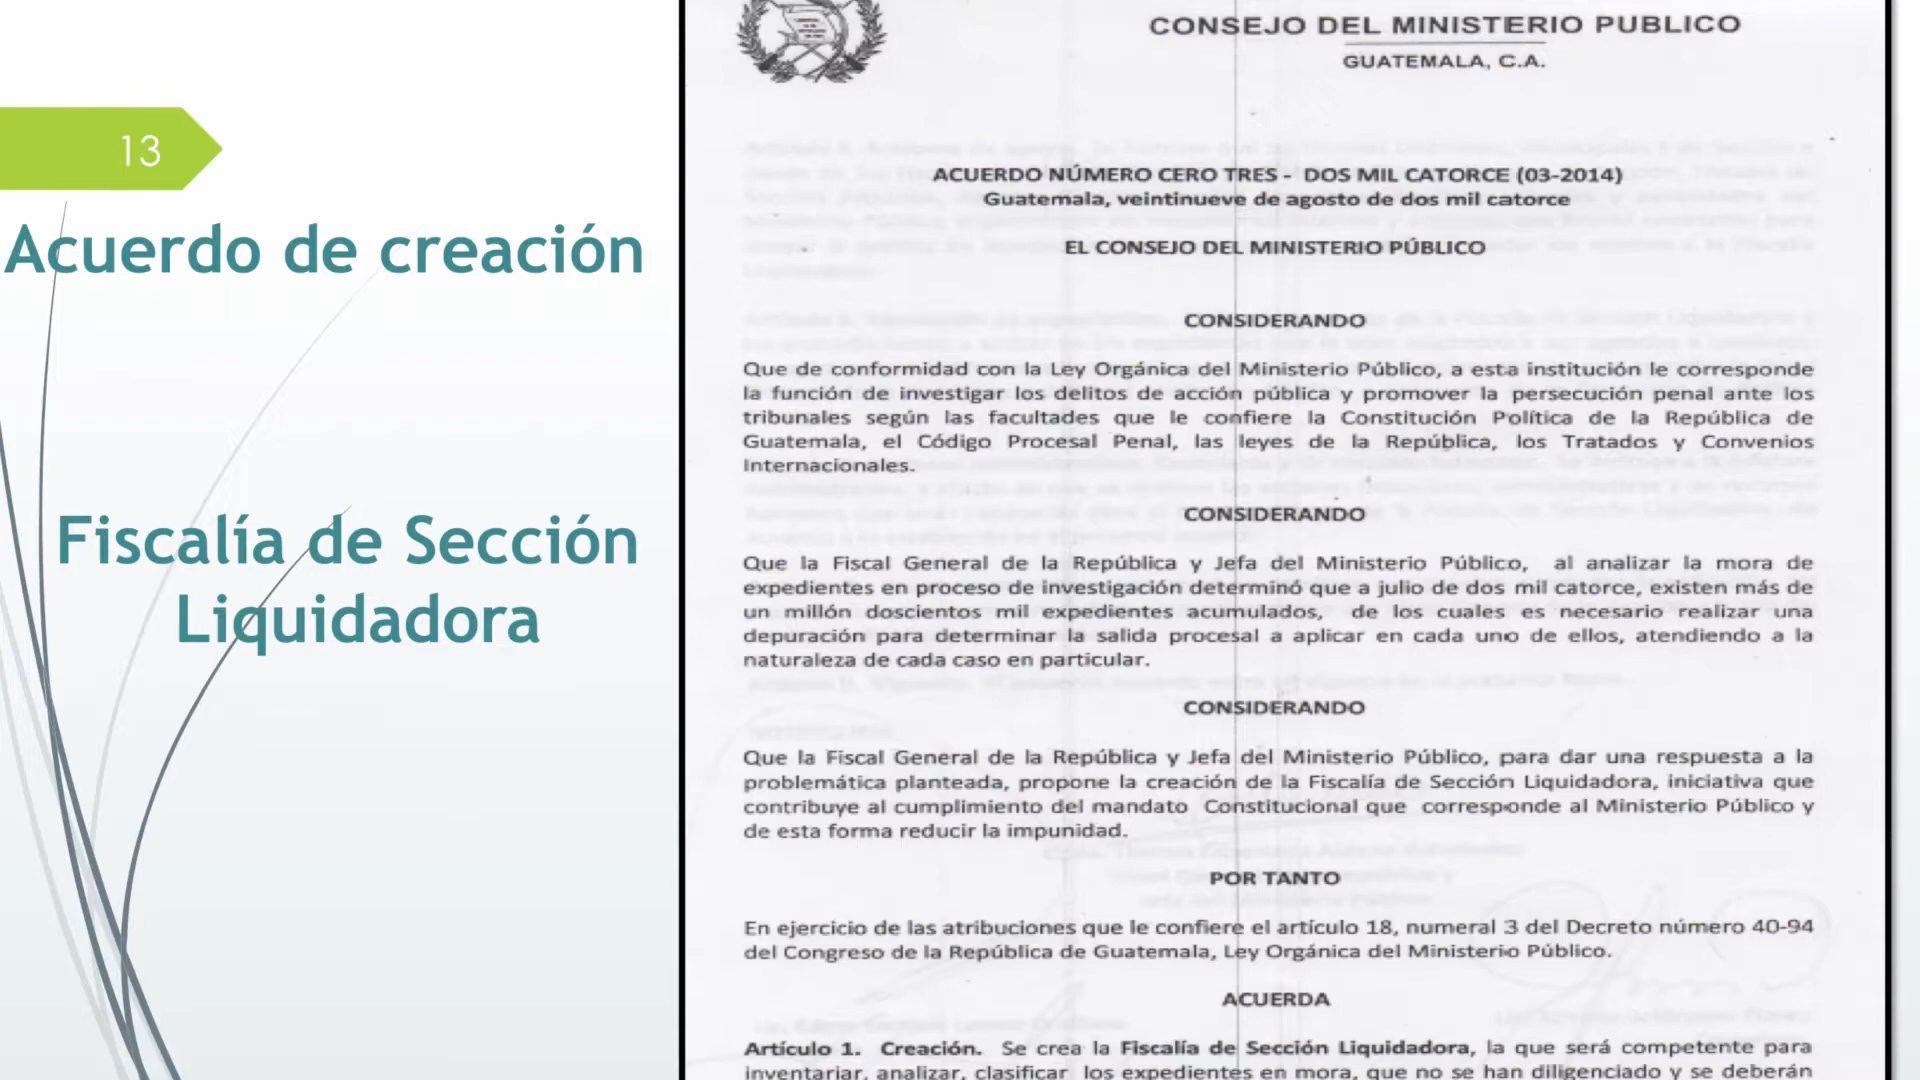 13
Acuerdo de creación
Fiscalía de Sección
Liquidadora
CONSEJO DEL MINISTERIO PUBLICO
GUATEMALA, C.A.
ACUERDO NÚMERO CERO TRES - DOS MIL CATORCE (03-2014)
Guatemala, veintinueve de agosto de dos mil catorce
EL CONSEJO DEL MINISTERIO PÚBLICO
CONSIDERANDO
Que de conformidad con la Ley Orgánica del Ministerio Público, a esta institución le corresponde
la función de investigar los delitos de acción pública y promover la persecución penal ante los
tribunales según las facultades que le confiere la Constitución Política de la República de
Guatemala, el Código Procesal Penal, las leyes de la República, los Tratados y Convenios
Internacionales.
CONSIDERANDO
Que la Fiscal General de la República y Jefa del Ministerio Público, al analizar la mora de
expedientes en proceso de investigación determinó que a julio de dos mil catorce, existen más de
un millón doscientos mil expedientes acumulados, de los cuales es necesario realizar una
depuración para determinar la salida procesal a aplicar en cada uno de ellos, atendiendo a la
naturaleza de cada caso en particular.
CONSIDERANDO
Que la Fiscal General de la República y Jefa del Ministerio Público, para dar una respuesta a la
problemática planteada, propone la creación de la Fiscalía de Sección Liquidadora, iniciativa que
contribuye al cumplimiento del mandato Constitucional que corresponde al Ministerio Público y
de esta forma reducir la impunidad.
POR TANTO
En ejercicio de las atribuciones que le confiere el artículo 18, numeral 3 del Decreto número 40-94
del Congreso de la República de Guatemala, Ley Orgánica del Ministerio Público.
ACUERDA
Artículo 1. Creación. Se crea la Fiscalía de Sección Liquidadora, la que será competente para
inventariar, analizar, clasificar los expedientes en mora, que no se han diligenciado y se deberán